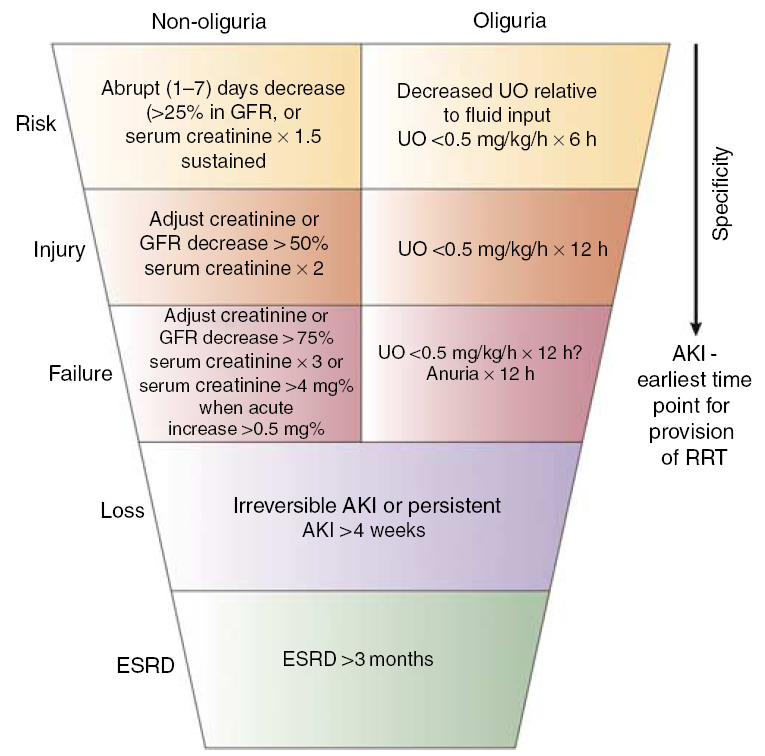 Non-oliguria
Oliguria
Risk
Abrupt (1–7) days decrease
(>25% in GFR, or
serum creatinine × 1.5
sustained
Decreased UO relative
to fluid input
UO <0.5 mg/kg/h × 6 h
Specificity
Injury
Adjust creatinine or
GFR decrease > 50%
serum creatinine × 2
UO <0.5 mg/kg/h × 12 h
Failure
Adjust creatinine or
GFR decrease > 75%
serum creatinine × 3 or
serum creatinine >4 mg%
when acute
increase >0.5 mg%
UO <0.5 mg/kg/h × 12 h?
Anuria × 12 h
AKI -
earliest time
point for
provision
of RRT
Loss
Irreversible AKI or persistent
AKI >4 weeks
ESRD
ESRD >3 months